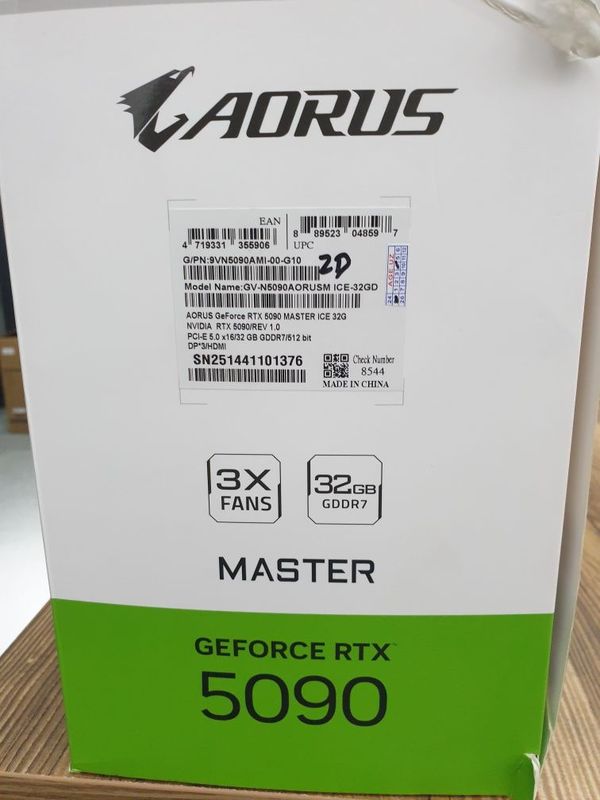 AORUS
EAN
4 719331 355906
8 89523 04859 7
UPC
G/PN:9VN5090AMI-00-G10
2D
Model Name:GV-N5090AORUSM ICE-32GD
AORUS GeForce RTX 5090 MASTER ICE 32G
NVIDIA RTX 5090/REV 1.0
PCI-E 5.0 x16/32 GB GDDR7/512 bit
DP*3/HDMI
SN251441101376
Check Number
8544
MADE IN CHINA
3X
FANS
32GB
GDDR7
MASTER
GEFORCE RTX™
5090